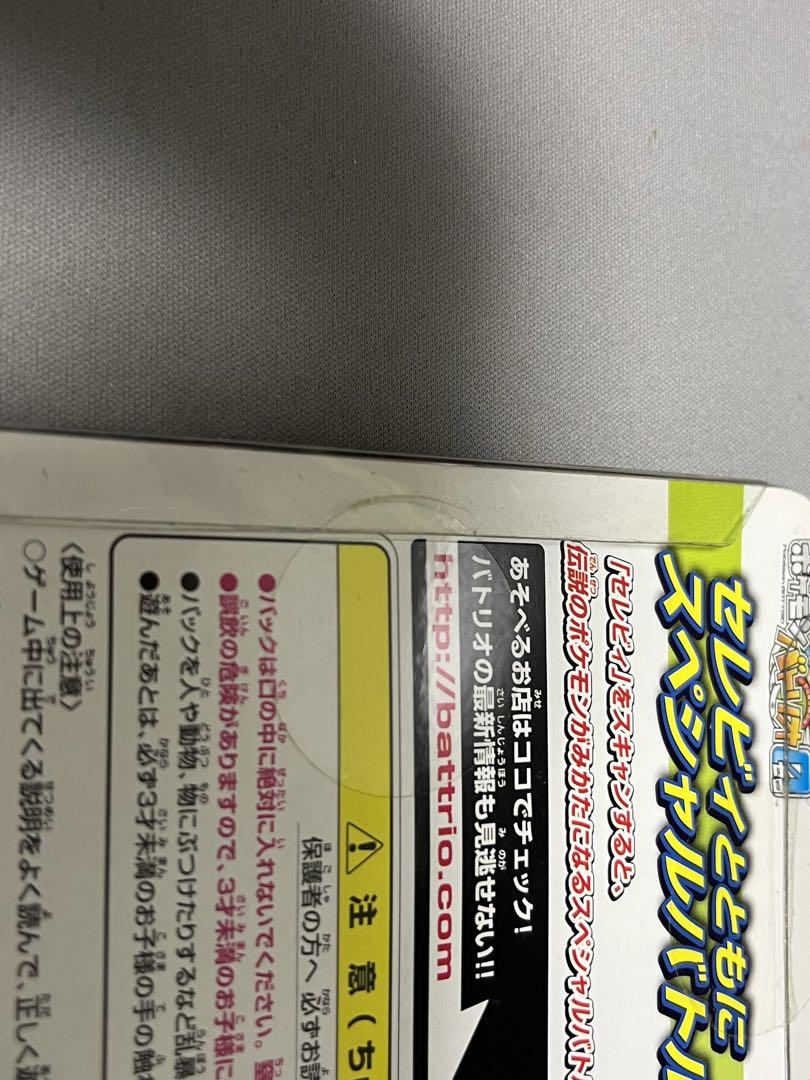 ポケモン
バトリオ
セレビィとともに
スペシャルバトル
「セレビィ」をスキャンすると、
伝説のポケモンがみかたになるスペシャルバト
あそべるお店はココでチェック!
バトリオの最新情報も見逃せない!!
http://battrio.com
注意(ち
保護者の方へ 必ずお読
●パックは口の中に絶対に入れないでください。窒
誤飲の危険がありますので、3才未満のお子様に
●パックを人や動物、物にぶつけたりするなど乱暴
●遊んだあとは、必ず3才未満のお子様の手の触れ
〈使用上の注意〉
○ゲーム中に出てくる説明をよく読んで、正しく遊